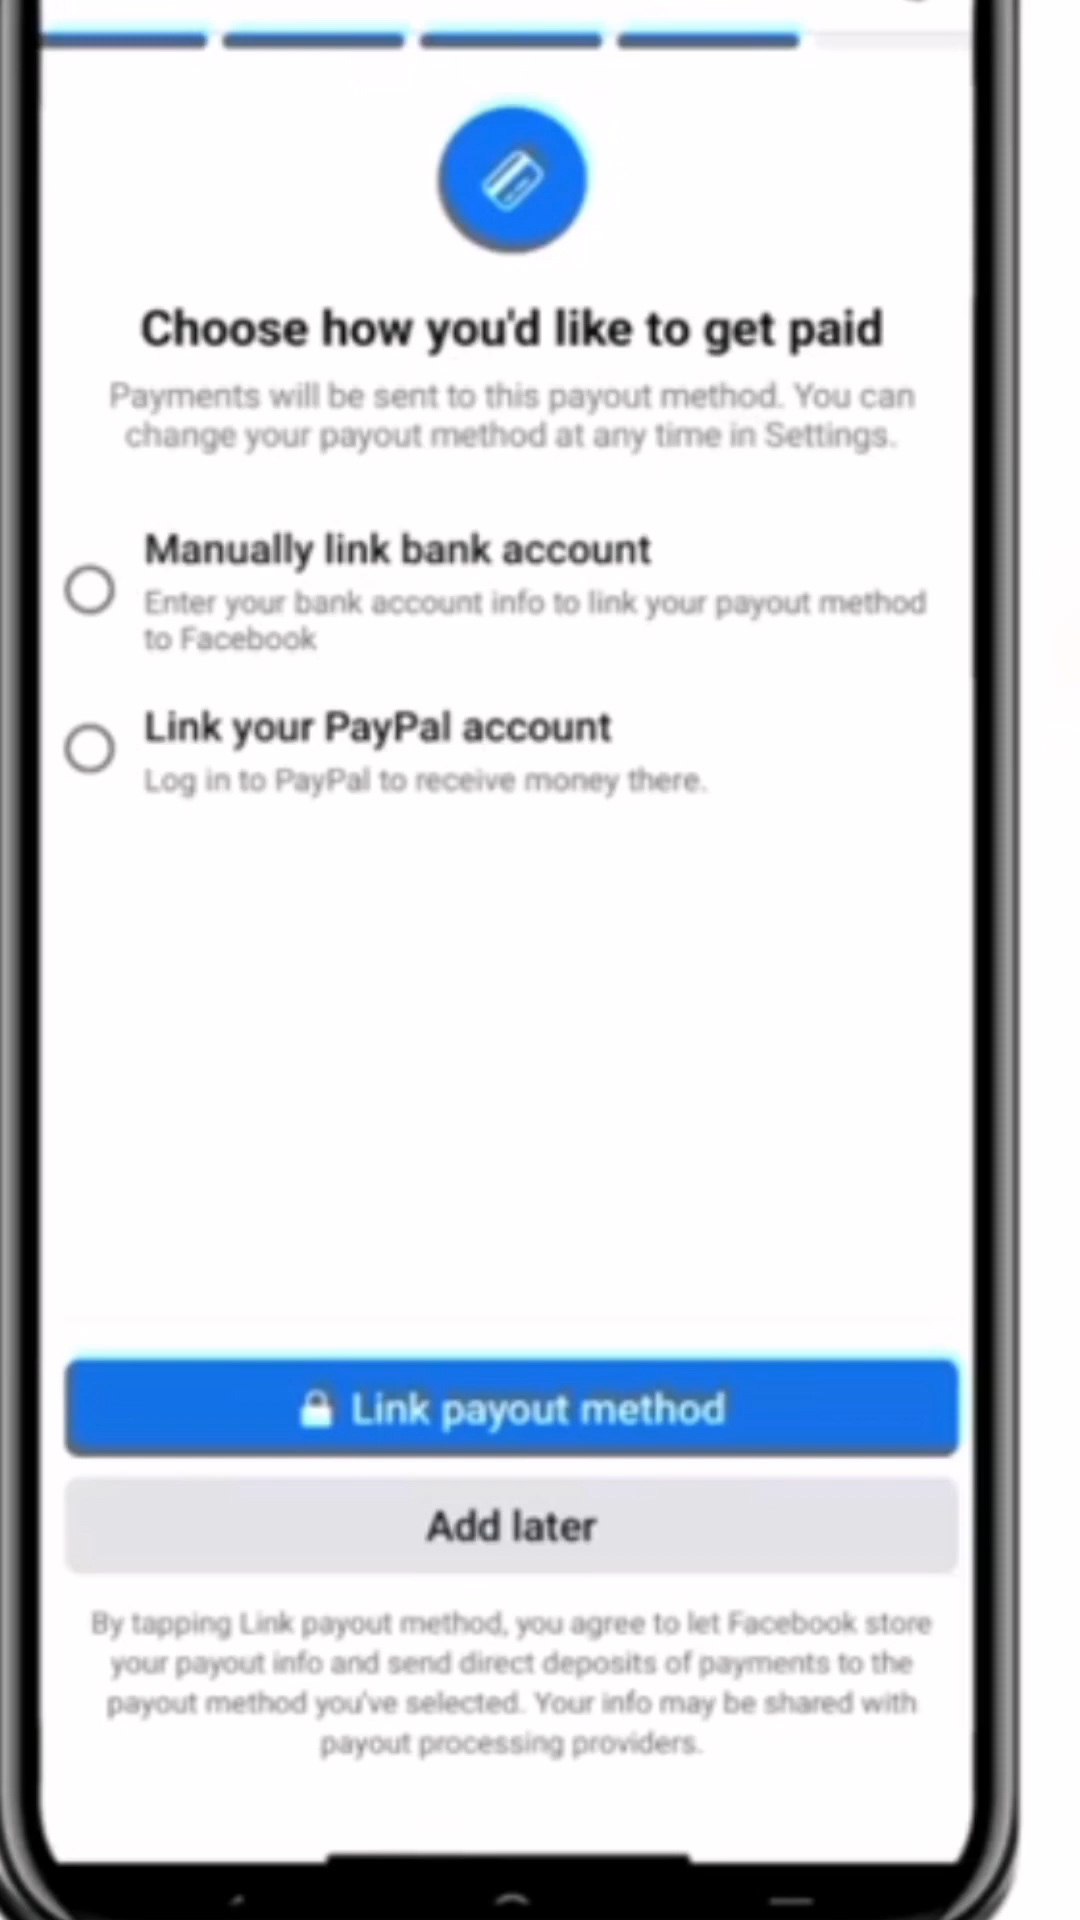 Choose how you'd like to get paid
Payments will be sent to this payout method. You can
change your payout method at any time in Settings.
Manually link bank account
Enter your bank account info to link your payout method
to Facebook
Link your PayPal account
Log in to PayPal to receive money there.
Link payout method
Add later
By tapping Link payout method, you agree to let Facebook store
your payout info and send direct deposits of payments to the
payout method you've selected. Your info may be shared with
payout processing providers.